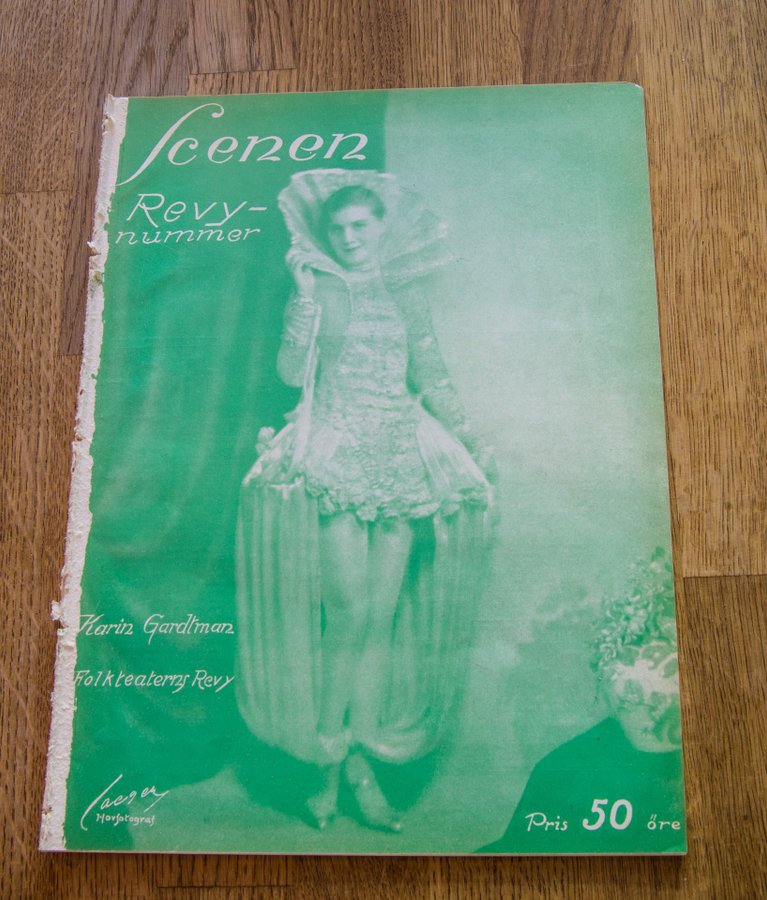 Scenen
Revy-
nummer
Karin Gardtman
Folkteaterns Revy
Jaeger
Hovfotograf
Pris 50 öre